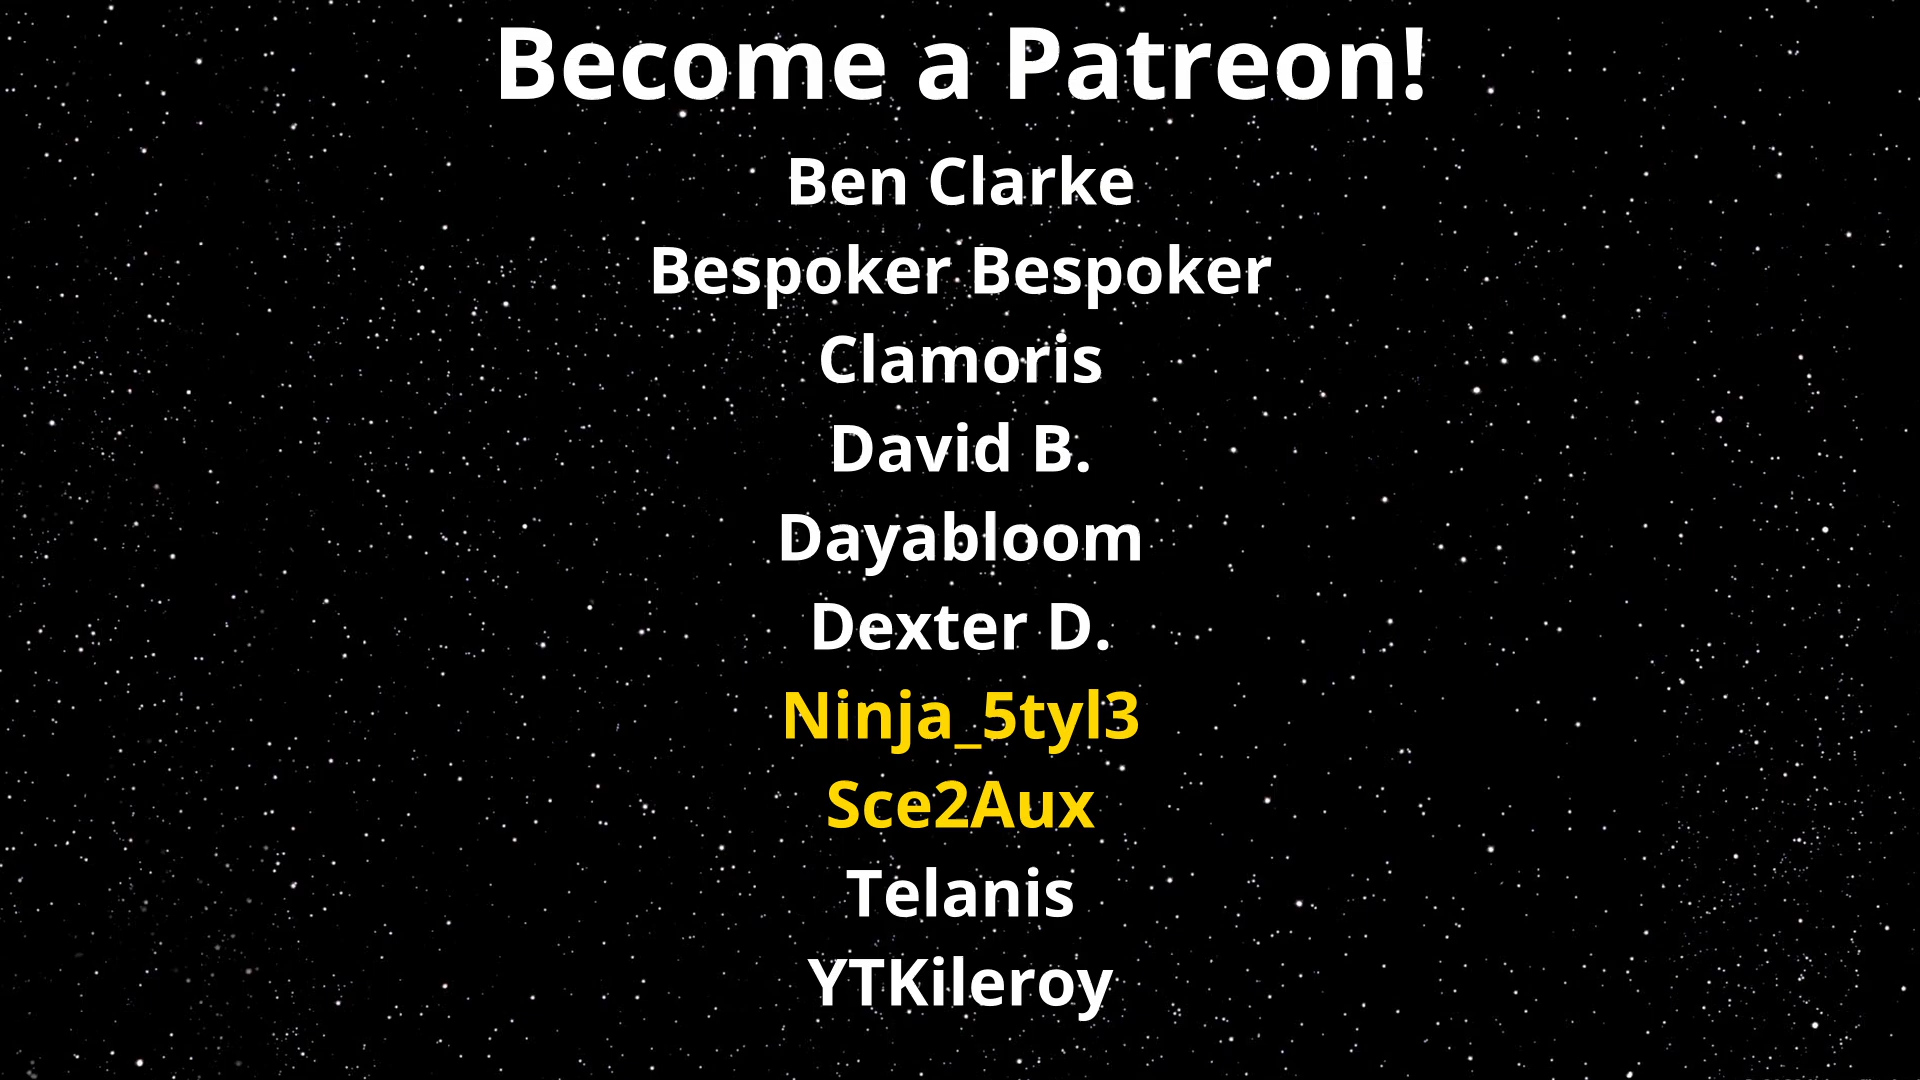 Become a Patreon!
Ben Clarke
Bespoker Bespoker
Clamoris
David B.
Dayabloom
Dexter D.
Ninja_5tyl3
Sce2Aux
Telanis
YTKileroy